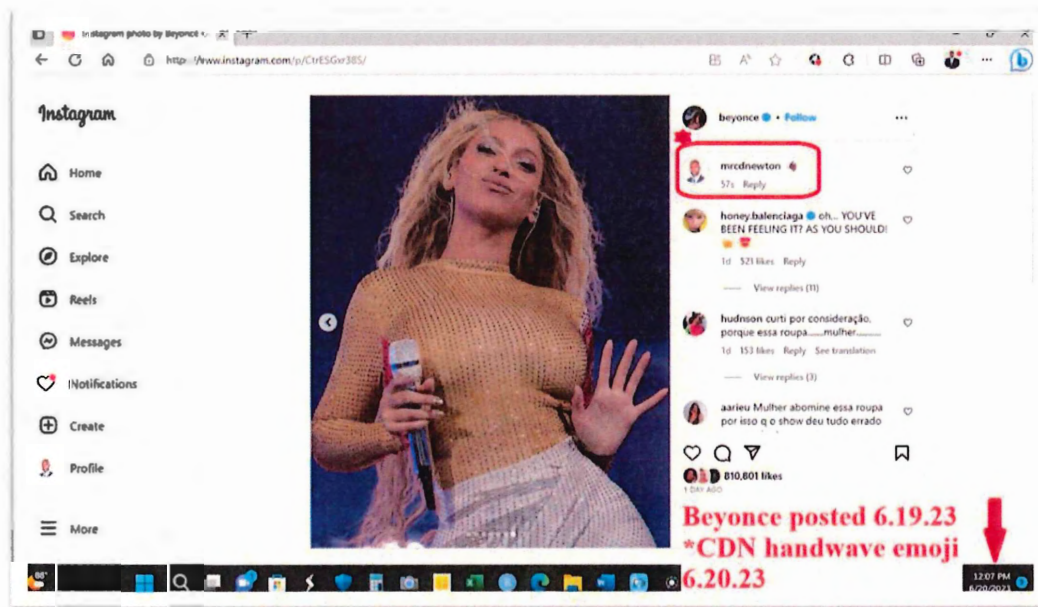 Instagram photo by Beyoncé
www.instagram.com/p/CtrESGxr38S/
Instagram
beyonce • Follow
Home
mrcdnewton
57s Reply
Search
honey.balenciaga oh... YOU'VE
BEEN FEELING IT? AS YOU SHOULD!
Explore
1d 521 likes Reply
View replies (11)
Reels
hudnson curti por consideração.
porque essa roupa......mulher..........
Messages
1d 153 likes Reply See translation
Notifications
View replies (3)
aarieu Mulher abomine essa roupa
por isso q o show deu tudo errado
Create
Profile
810,801 likes
1 DAY AGO
More
Beyonce posted 6.19.23
*CDN handwave emoji
6.20.23
88°
12:07 PM
6/20/2023